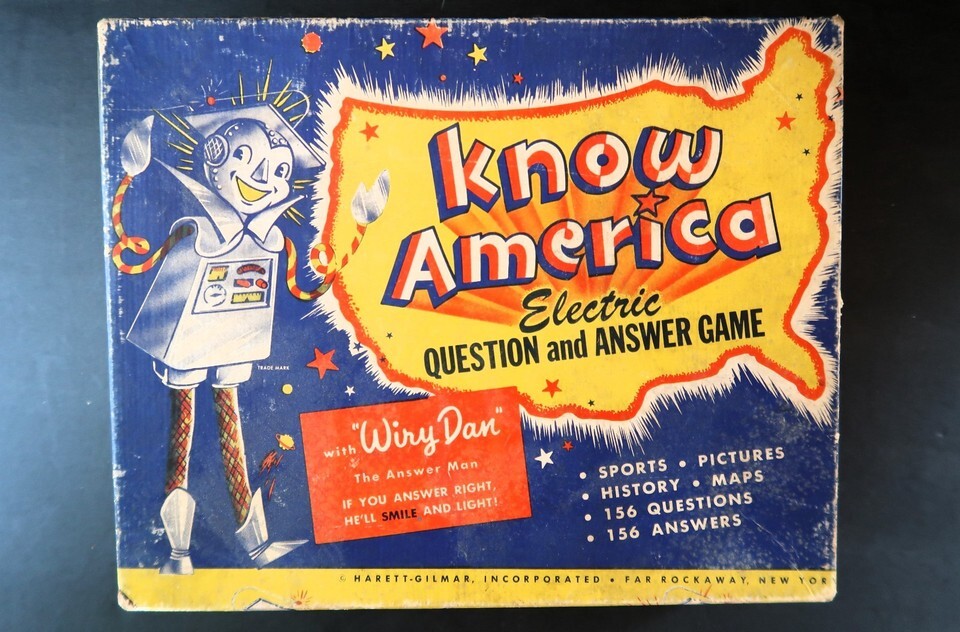 know
America
Electric
QUESTION and ANSWER GAME
TRADE MARK
with "Wiry Dan"
The Answer Man
IF YOU ANSWER RIGHT,
HE'LL SMILE AND LIGHT!
• SPORTS • PICTURES
• HISTORY • MAPS
• 156 QUESTIONS
• 156 ANSWERS
© HARETT-GILMAR, INCORPORATED • FAR ROCKAWAY, NEW YOR